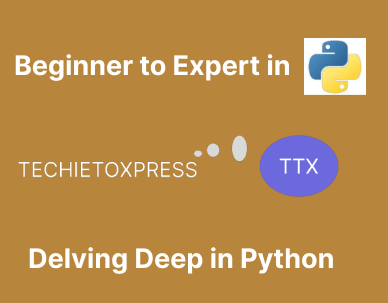 Beginner to Expert in
TECHIETOXPRESS
TTX
Delving Deep in Python